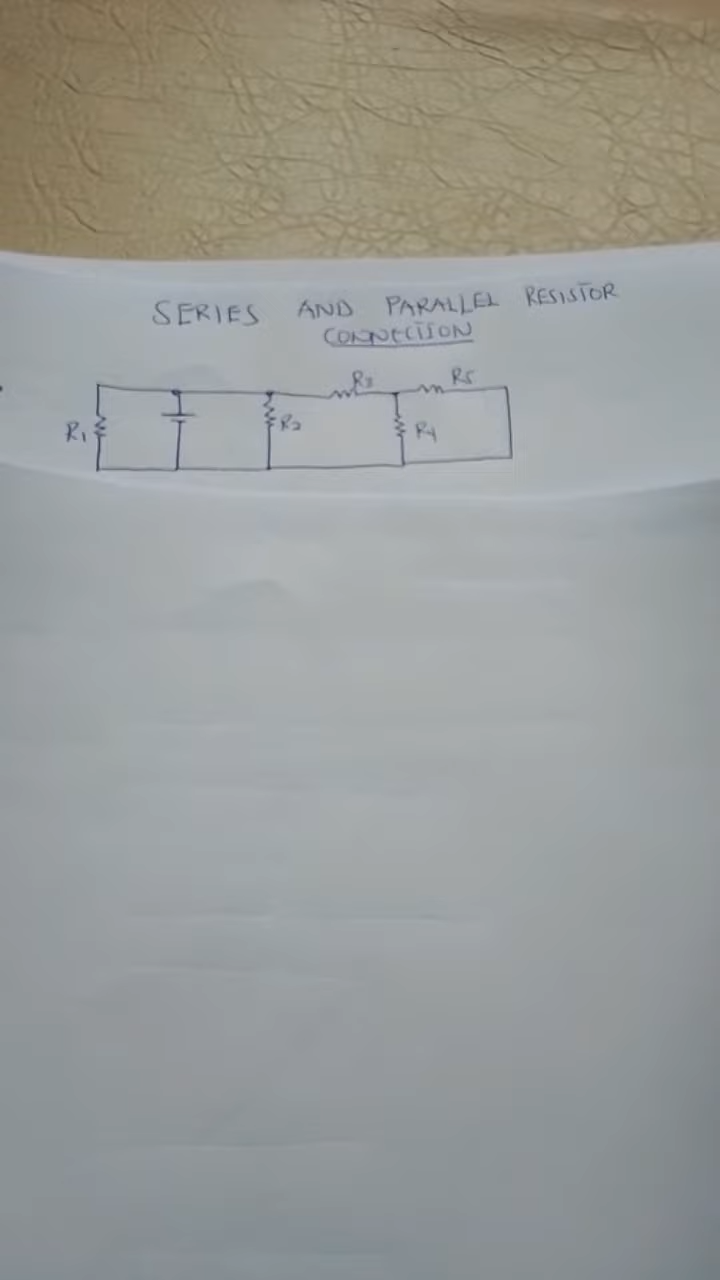 SERIES AND PARALLEL RESISTOR
CONNECTION
R3 R5
R1 R2 R4